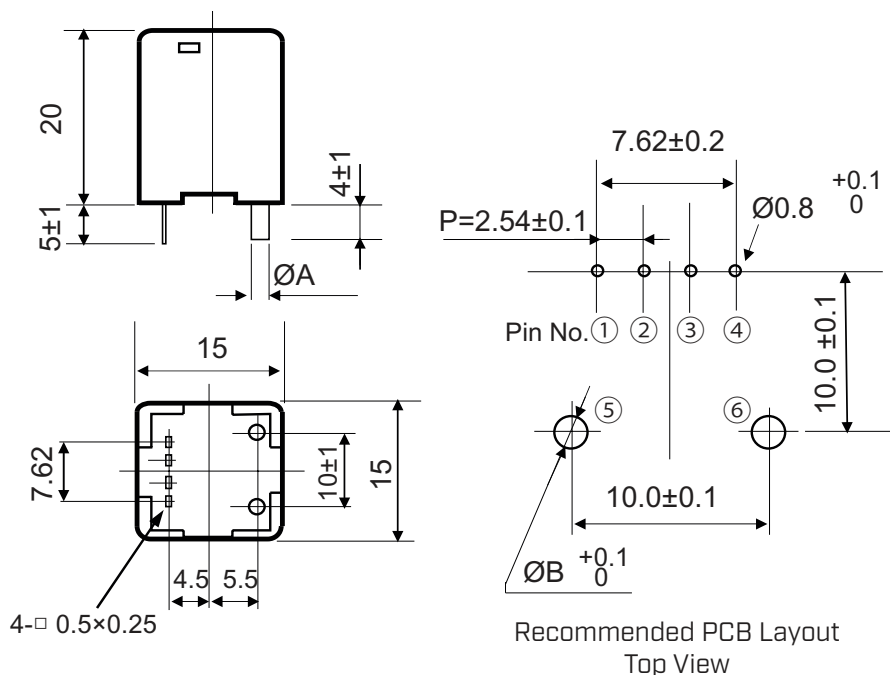 20
5±1
4±1
ØA
15
7.62
10±1
15
4.5
5.5
4-□ 0.5×0.25
7.62±0.2
P=2.54±0.1
Ø0.8 +0.1
0
Pin No. ① ② ③ ④
10.0 ±0.1
⑤ ⑥
10.0±0.1
ØB +0.1
0
Recommended PCB Layout
Top View